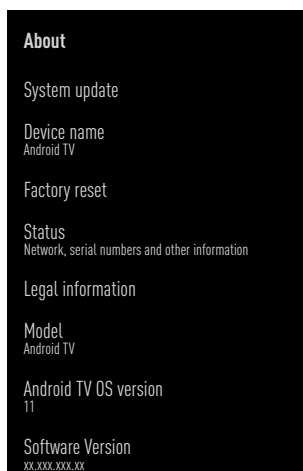 About
System update
Device name
Android TV
Factory reset
Status
Network, serial numbers and other information
Legal information
Model
Android TV
Android TV OS version
11
Software Version
xx.xxx.xxx.xx